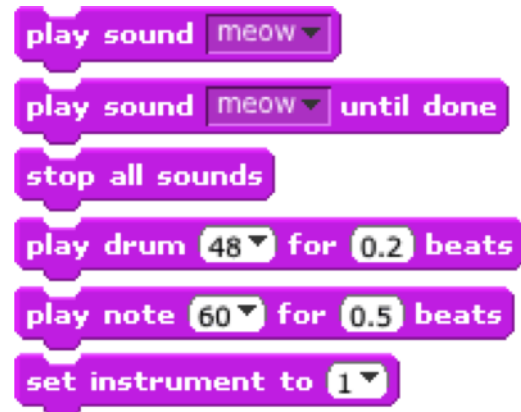 play sound meow
play sound meow until done
stop all sounds
play drum 48 for 0.2 beats
play note 60 for 0.5 beats
set instrument to 1